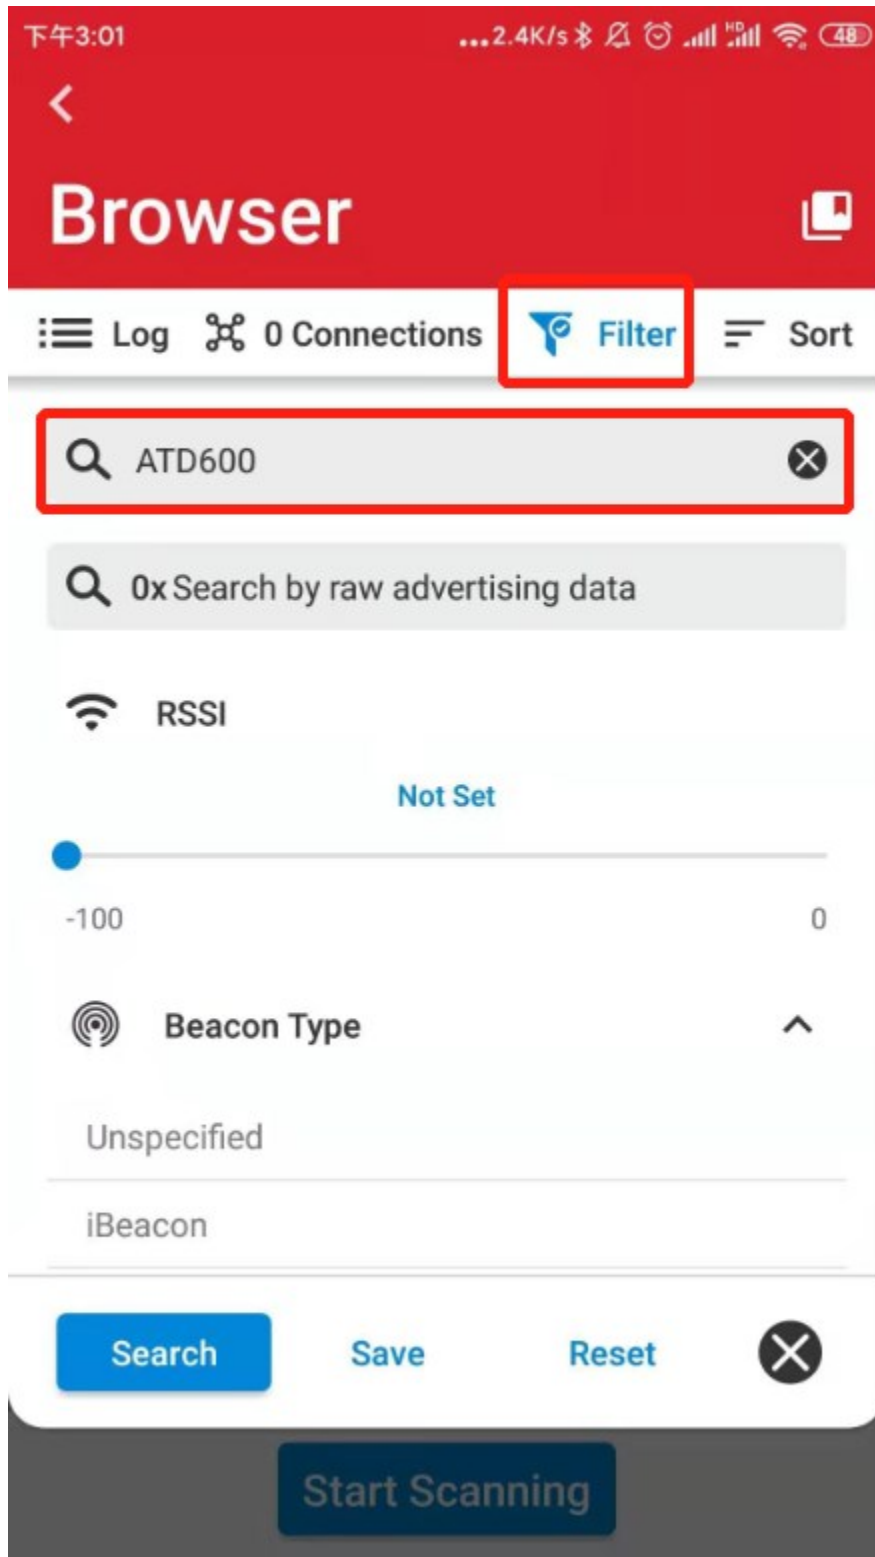 下午3:01 ...2.4K/s HD 48
Browser
Log 0 Connections Filter Sort
ATD600
0x Search by raw advertising data
RSSI
Not Set
-100 0
Beacon Type
Unspecified
iBeacon
Search Save Reset
Start Scanning